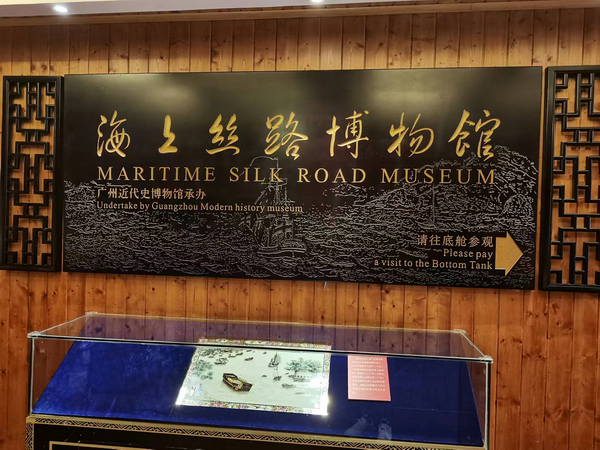 海上丝路博物馆
MARITIME SILK ROAD MUSEUM
广州近代史博物馆承办
Undertake by Guangzhou Modern history museum
请往底舱参观
Please pay
a visit to the Bottom Tank